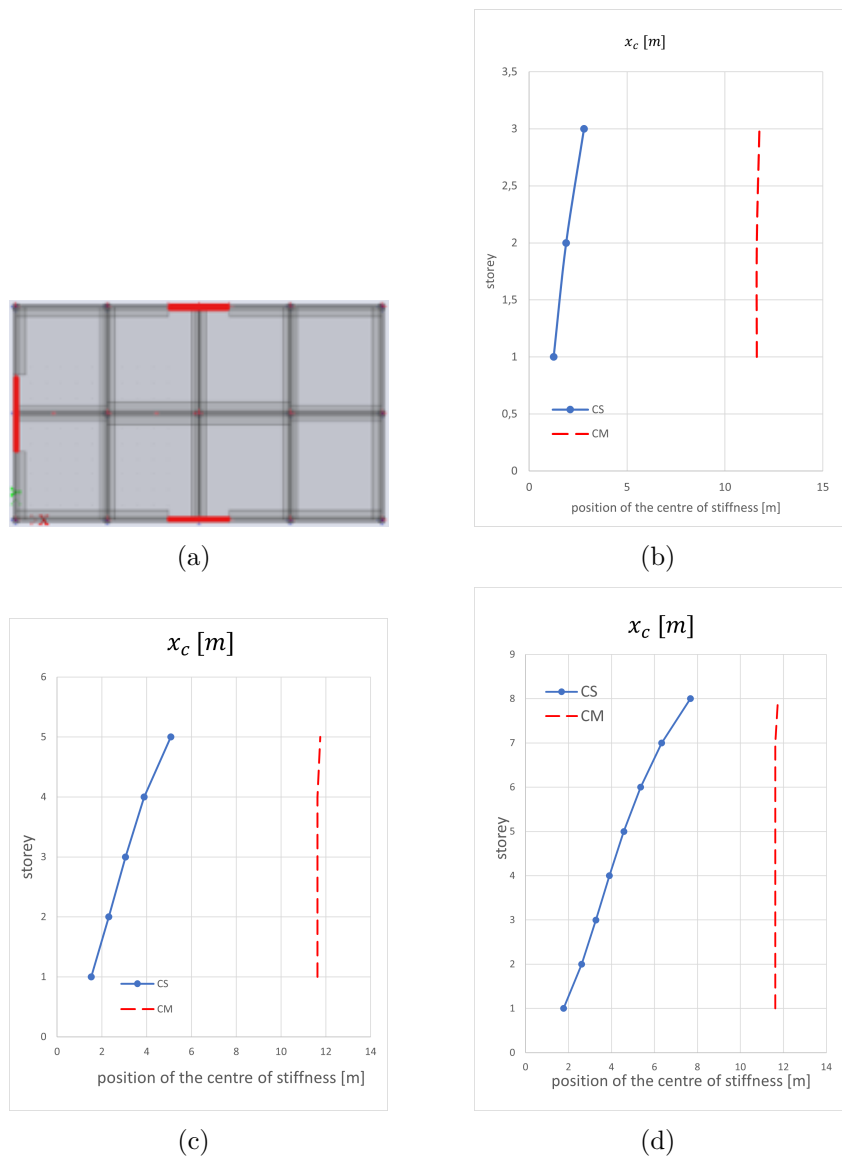 x_c [m]
3,5
3
2,5
2
1,5
1
0,5
0
storey
CS
CM
0 5 10 15
position of the centre of stiffness [m]
X
(a)
(b)
x_c [m]
6
5
4
3
2
1
0
storey
CS
CM
0 2 4 6 8 10 12 14
position of the centre of stiffness [m]
(c)
x_c [m]
9
8
7
6
5
4
3
2
1
0
storey
CS
CM
0 2 4 6 8 10 12 14
position of the centre of stiffness [m]
(d)